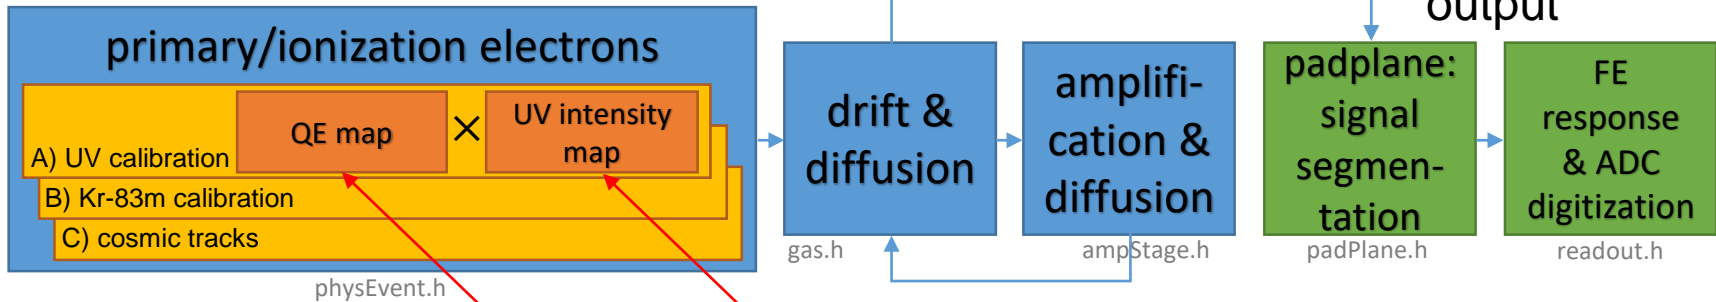 output
primary/ionization electrons
QE map
×
UV intensity
map
A) UV calibration
B) Kr-83m calibration
C) cosmic tracks
physEvent.h
drift &
diffusion
gas.h
amplifi-
cation &
diffusion
ampStage.h
padplane:
signal
segmen-
tation
padPlane.h
FE
response
& ADC
digitization
readout.h